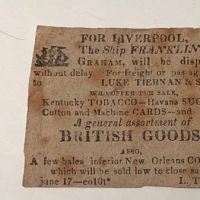 FOR LIVERPOOL,
The Ship FRANKLIN
GRAHAM, will be disp
without delay. For freight or pas
to LUKE TIERNAN & S
WHO OFFER FOR SALE,
Kentucky TOBACCO—Havana SUG
Cotton and Machine CARDS—and
A general assortment of
BRITISH GOODS
ALSO,
A few bales inferior New Orleans CO
which will be sold low to close sa
june 17—eo10t* L. T